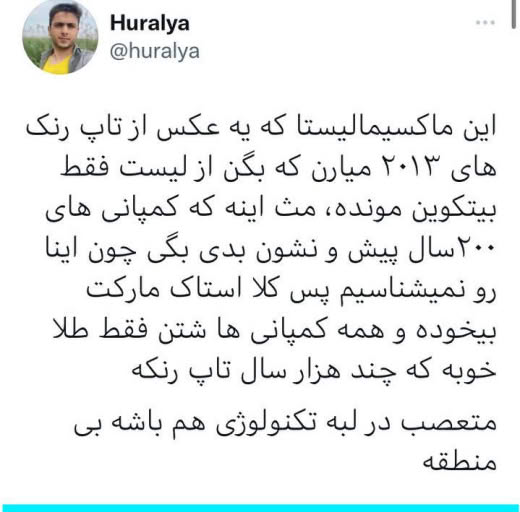 Huralya
@huralya
این ماکسیمالیستا که یه عکس از تاپ رنک
های ۲۰۱۳ میارن که بگن از لیست فقط
بیتکوین مونده، مث اینه که کمپانی های
۲۰۰سال پیش و نشون بدی بگی چون اینا
رو نمیشناسیم پس کلا استاک مارکت
بیخوده و همه کمپانی ها شتن فقط طلا
خوبه که چند هزار سال تاپ رنکه
متعصب در لبه تکنولوژی هم باشه بی
منطقه